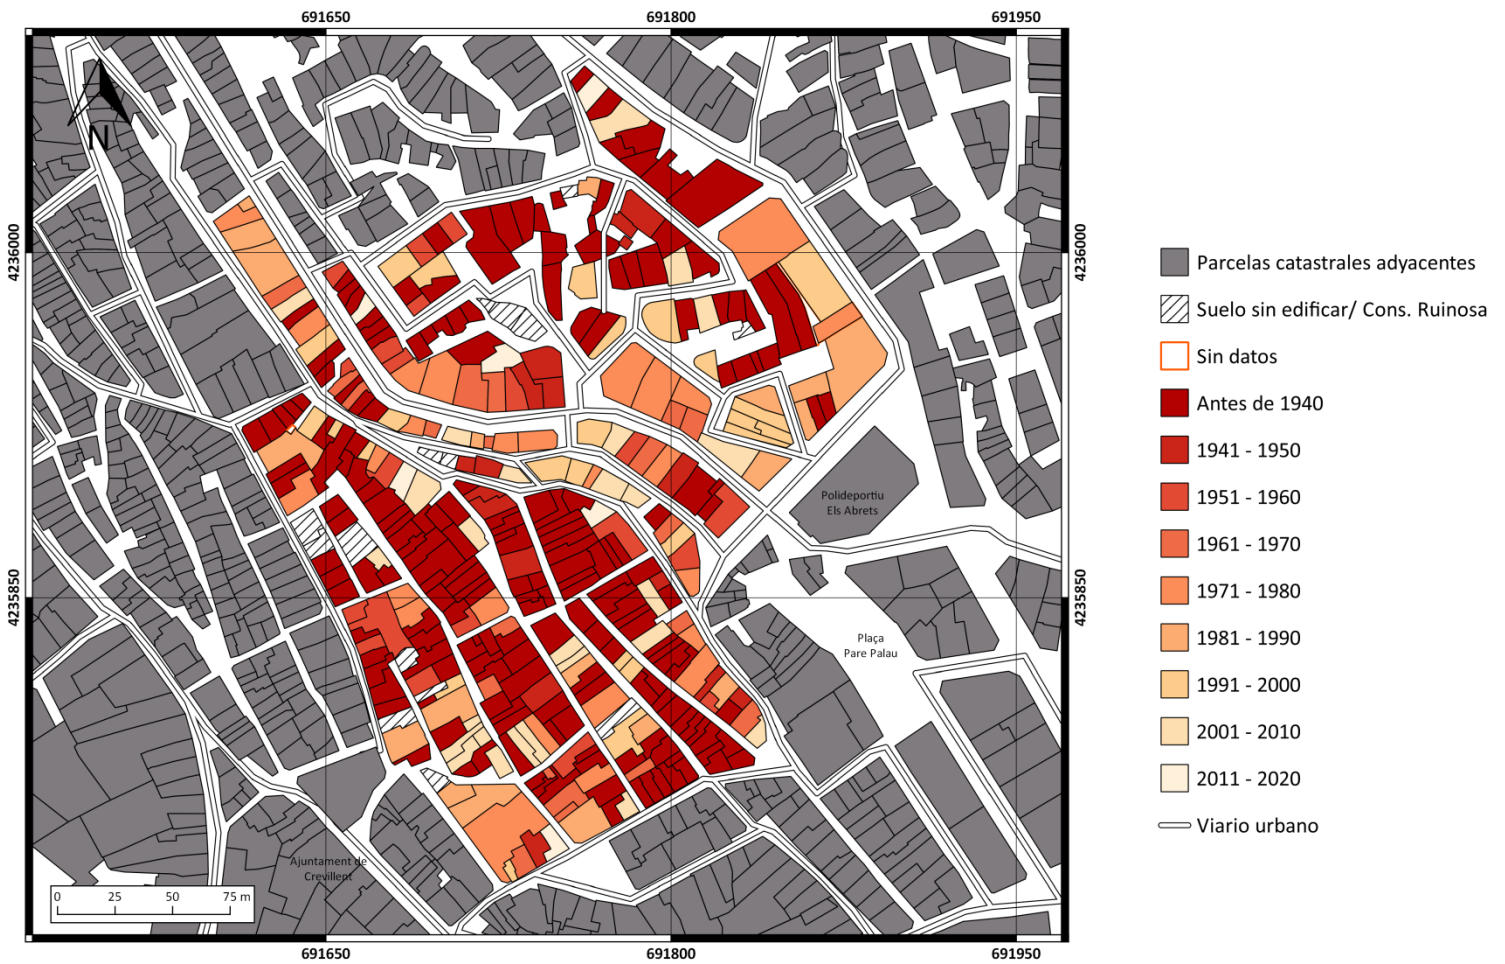 691650
691800
691950
N
4236000
4236000
4235850
4235850
Polideportiu
Els Abrets
Plaça
Pare Palau
Ajuntament de
Crevillent
0 25 50 75 m
691650
691800
691950
Parcelas catastrales adyacentes
Suelo sin edificar/ Cons. Ruinosa
Sin datos
Antes de 1940
1941 - 1950
1951 - 1960
1961 - 1970
1971 - 1980
1981 - 1990
1991 - 2000
2001 - 2010
2011 - 2020
Viario urbano